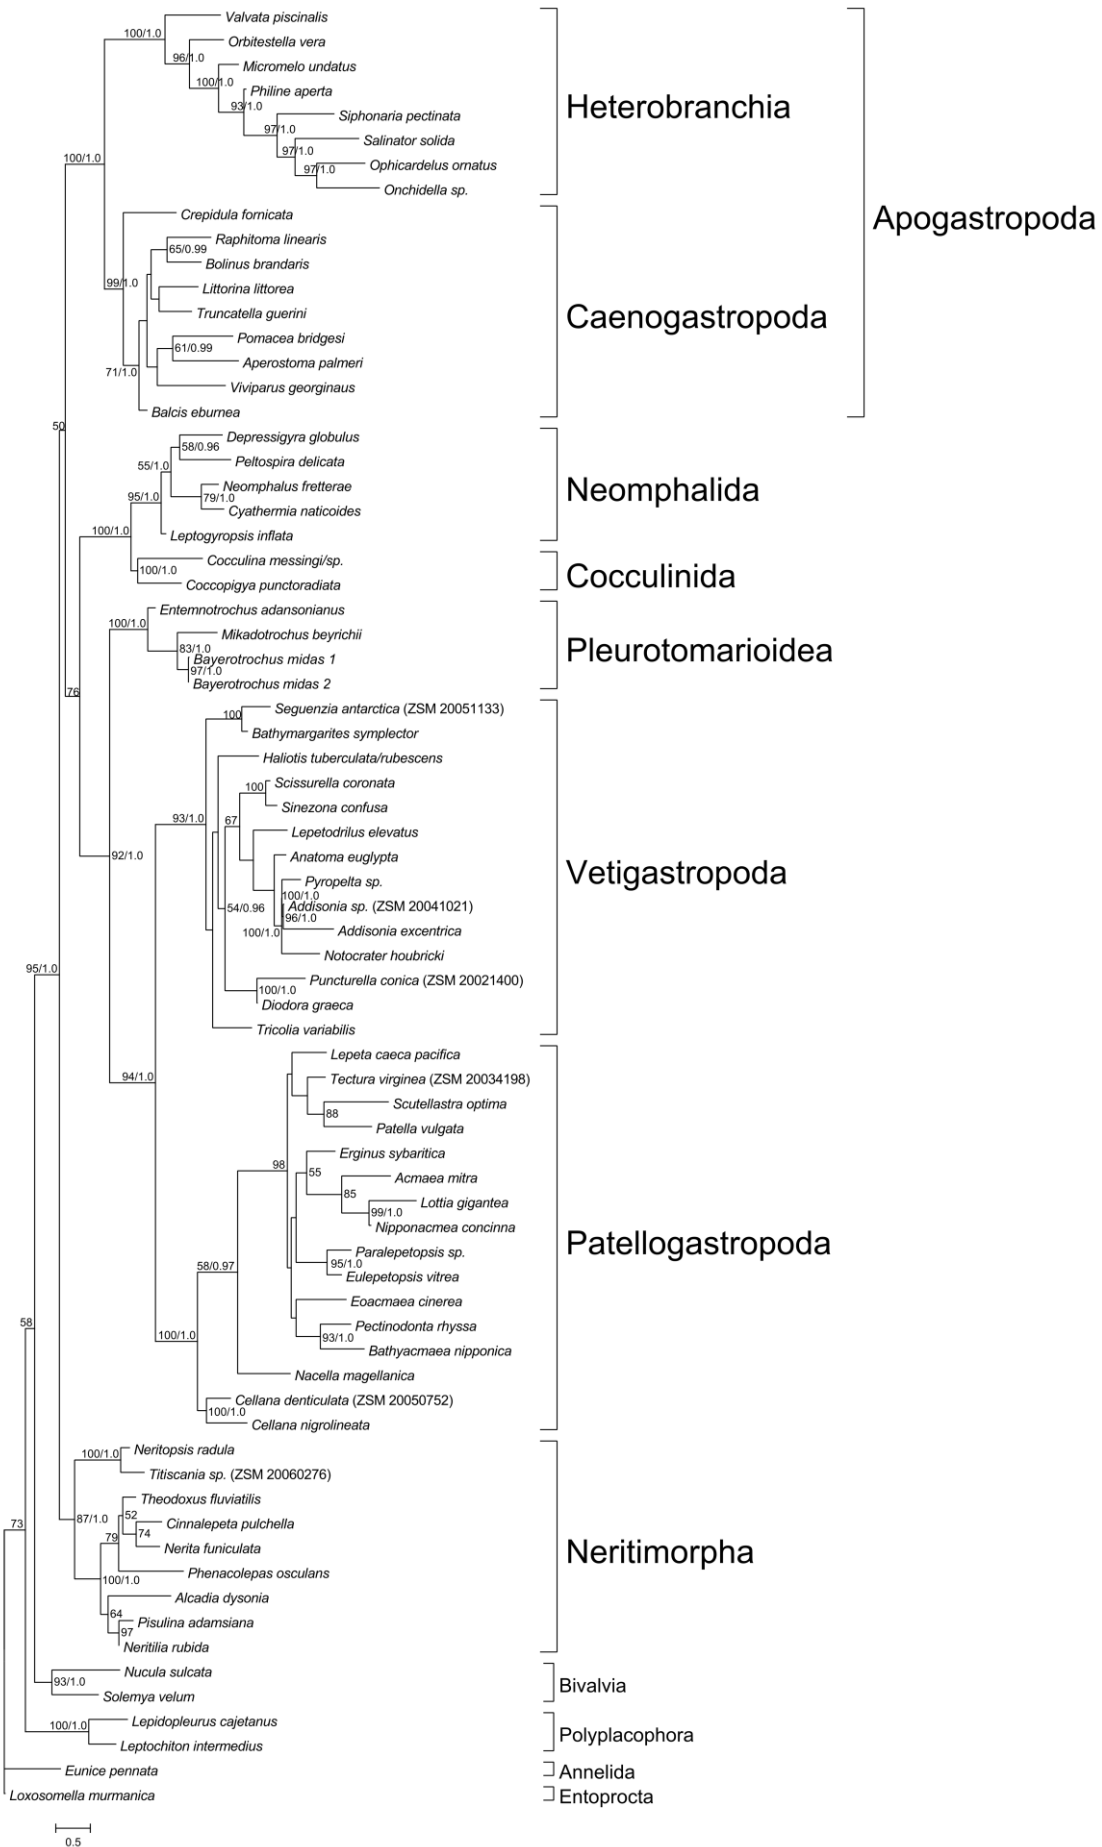 Valvata piscinalis
100/1.0
Orbitestella vera
96/1.0
Micromelo undatus
100/1.0
Philine aperta
93/1.0
Heterobranchia
Siphonaria pectinata
97/1.0
Salinator solida
97/1.0
Ophicardelus ornatus
97/1.0
Onchidella sp.
100/1.0
Crepidula fornicata
Apogastropoda
Raphitoma linearis
65/0.99
Bolinus brandaris
99/1.0
Littorina littorea
Truncatella guerini
Caenogastropoda
Pomacea bridgesi
61/0.99
Aperostoma palmeri
71/1.0
Viviparus georginaus
Balcis eburnea
50
Depressigyra globulus
58/0.96
Peltospira delicata
55/1.0
Neomphalus fretterae
Neomphalida
95/1.0
79/1.0
Cyathermia naticoides
Leptogyropsis inflata
100/1.0
Cocculina messingi/sp.
100/1.0
Cocculinida
Coccopigya punctoradiata
Entemnotrochus adansonianus
100/1.0
Mikadotrochus beyrichii
83/1.0
Pleurotomarioidea
Bayerotrochus midas 1
97/1.0
Bayerotrochus midas 2
76
Seguenzia antarctica (ZSM 20051133)
100
Bathymargarites symplector
Haliotis tuberculata/rubescens
Scissurella coronata
100
Sinezona confusa
93/1.0
67
Lepetodrilus elevatus
92/1.0
Anatoma euglypta
Vetigastropoda
Pyropelta sp.
100/1.0
54/0.96
Addisonia sp. (ZSM 20041021)
96/1.0
Addisonia excentrica
100/1.0
Notocrater houbricki
95/1.0
Puncturella conica (ZSM 20021400)
100/1.0
Diodora graeca
Tricolia variabilis
Lepeta caeca pacifica
94/1.0
Tectura virginea (ZSM 20034198)
Scutellastra optima
88
Patella vulgata
Erginus sybaritica
98
55
Acmaea mitra
85
Lottia gigantea
99/1.0
Nipponacmea concinna
Patellogastropoda
Paralepetopsis sp.
95/1.0
58/0.97
Eulepetopsis vitrea
Eoacmaea cinerea
58
Pectinodonta rhyssa
100/1.0
93/1.0
Bathyacmaea nipponica
Nacella magellanica
Cellana denticulata (ZSM 20050752)
100/1.0
Cellana nigrolineata
Neritopsis radula
100/1.0
Titiscania sp. (ZSM 20060276)
Theodoxus fluviatilis
87/1.0
52
Cinnalepeta pulchella
73
74
79
Nerita funiculata
Neritimorpha
Phenacolepas osculans
100/1.0
Alcadia dysonia
64
Pisulina adamsiana
97
Neritilia rubida
Nucula sulcata
93/1.0
Bivalvia
Solemya velum
Lepidopleurus cajetanus
100/1.0
Polyplacophora
Leptochiton intermedius
Eunice pennata
Annelida
Loxosomella murmanica
Entoprocta
0.5